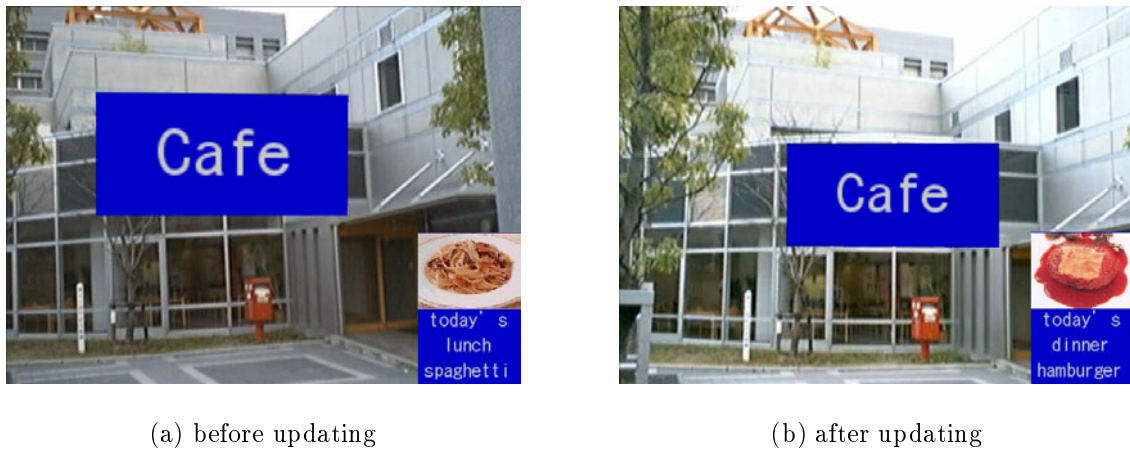 Cafe
today's
lunch
spaghetti
(a) before updating
Cafe
today's
dinner
hamburger
(b) after updating